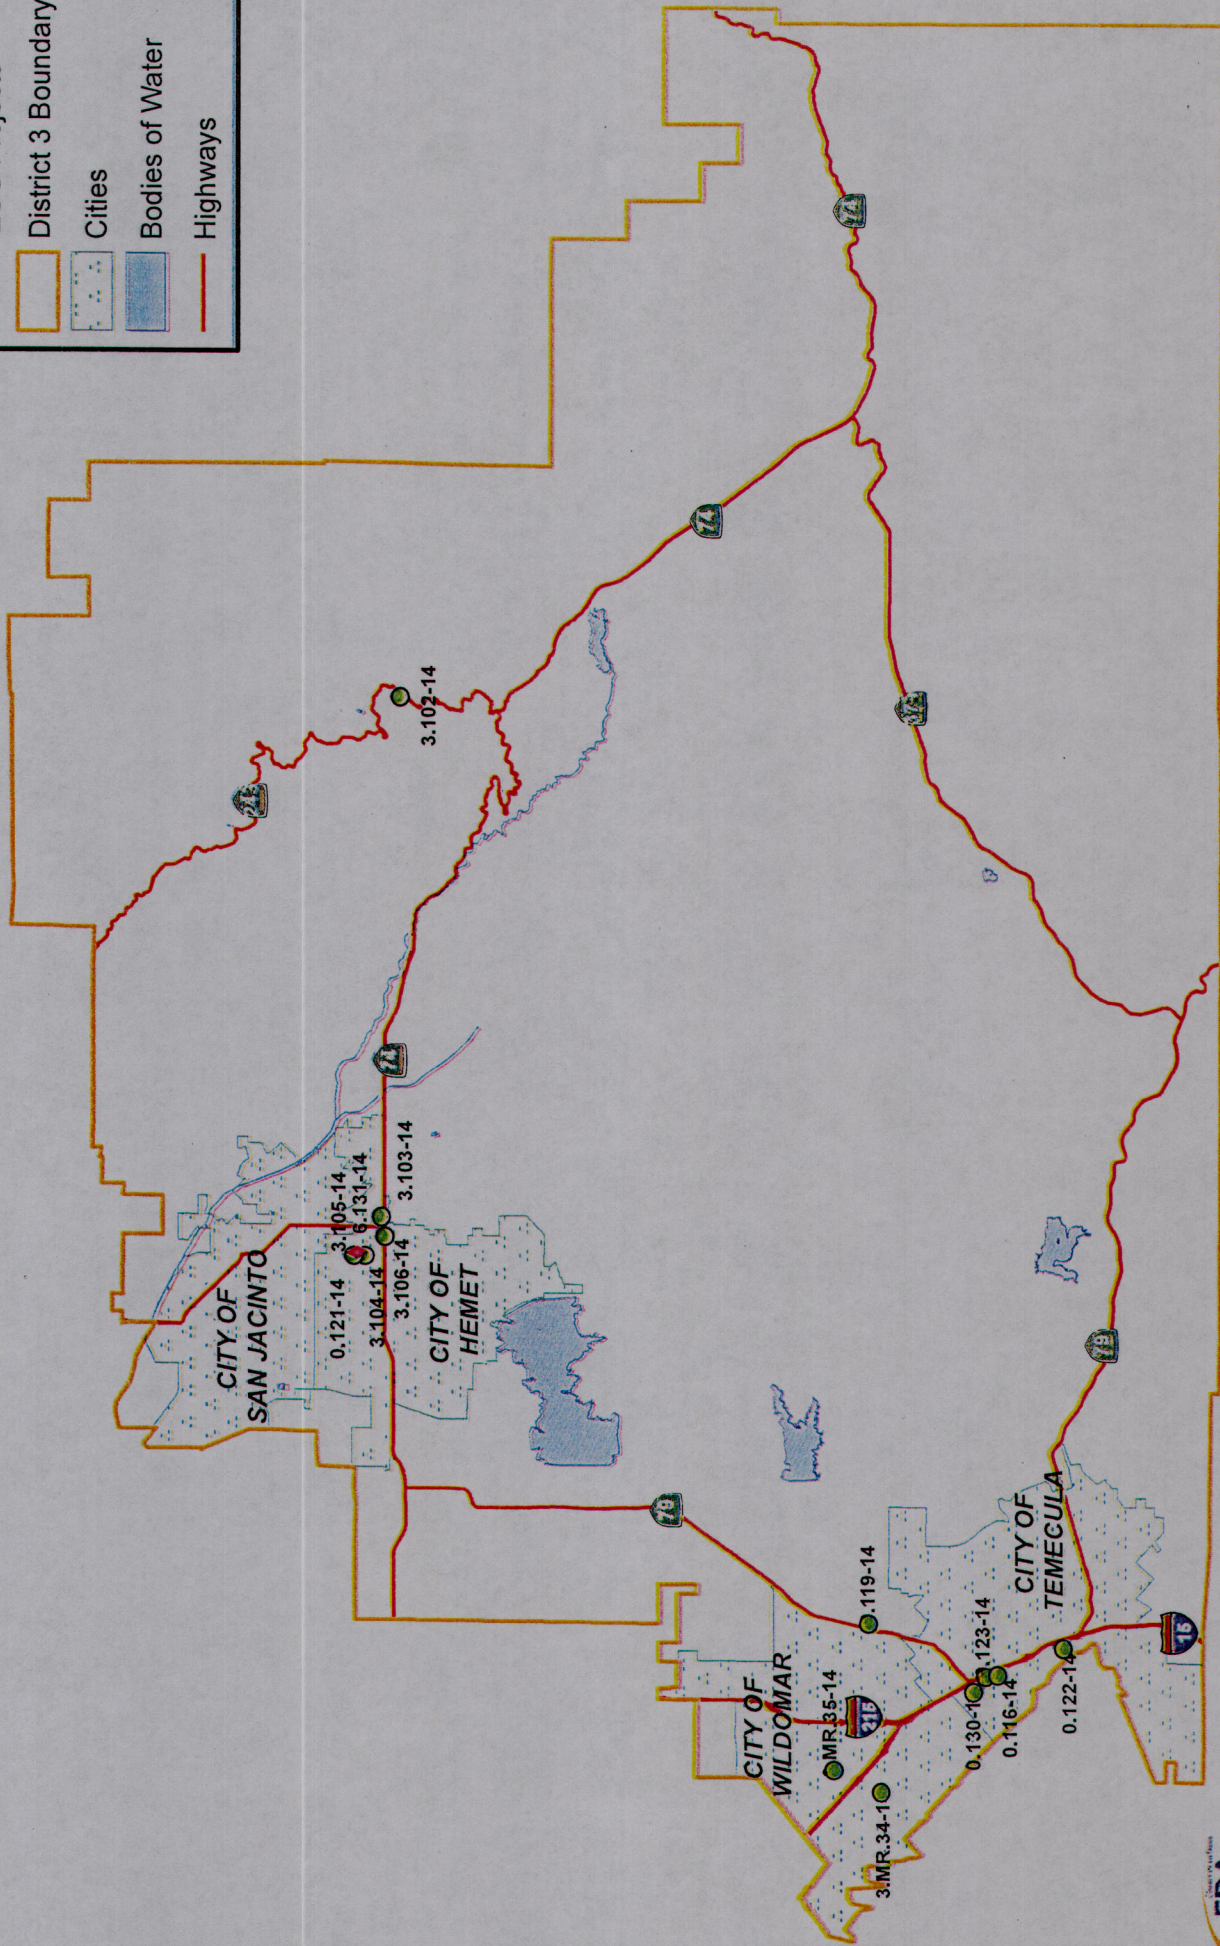 District 3 Boundary
Cities
Bodies of Water
Highways
243
74
74
74
371
79
79
215
15
3.102-14
3.103-14
6.131-14
3.105-14
0.121-14
3.104-14
3.106-14
CITY OF
SAN JACINTO
CITY OF
HEMET
CITY OF
WILDOMAR
CITY OF
TEMECULA
.119-14
MR.35-14
3.MR.34-1
.123-14
0.130-1
0.116-14
0.122-14